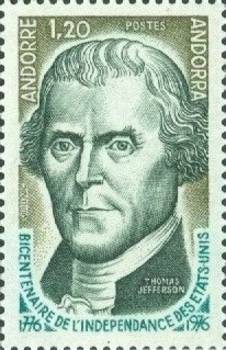 ANDORRE
1,20
POSTES
ANDORRA
THOMAS
JEFFERSON
BICENTENAIRE DE L'INDEPENDANCE DES ETATS-UNIS
1776
1976